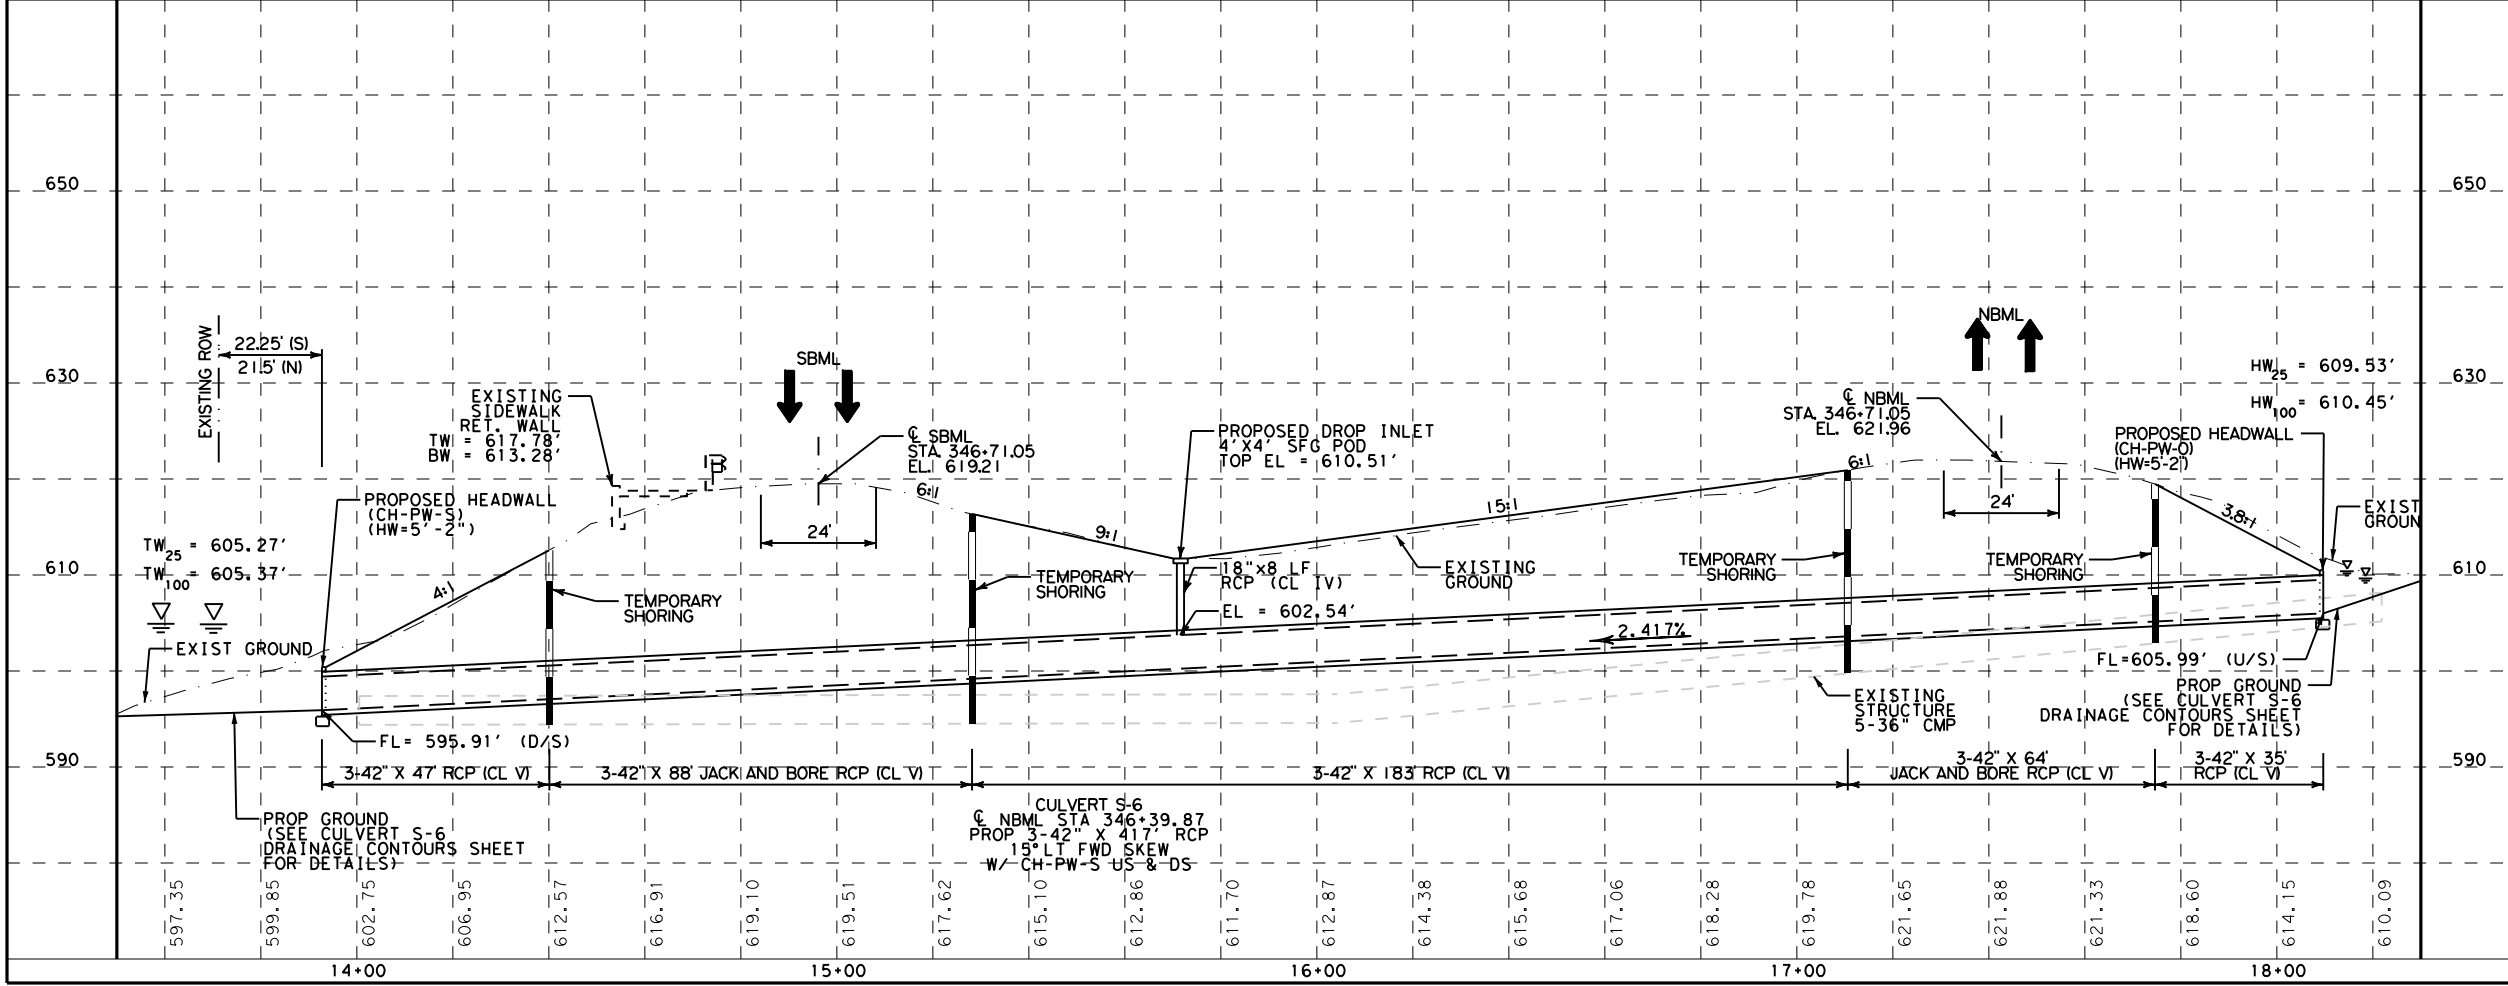 650
650
630
630
610
610
590
590
EXISTING ROW
22.25' (S)
21.5' (N)
EXISTING
SIDEWALK
RET. WALL
TW = 617.78'
BW = 613.28'
SBML
℄ SBML
STA. 346+71.05
EL. 619.21
24'
6:1
PROPOSED HEADWALL
(CH-PW-S)
(HW=5'-2")
TW25 = 605.27'
TW100 = 605.37'
EXIST GROUND
4:1
TEMPORARY
SHORING
9:1
TEMPORARY
SHORING
PROPOSED DROP INLET
4'X4' SFG POD
TOP EL = 610.51'
18"x8 LF
RCP (CL IV)
EL = 602.54'
15:1
EXISTING
GROUND
2.417%
NBML
℄ NBML
STA. 346+71.05
EL. 621.96
6:1
24'
TEMPORARY
SHORING
TEMPORARY
SHORING
HW25 = 609.53'
HW100 = 610.45'
PROPOSED HEADWALL
(CH-PW-0)
(HW=5'-2")
3.8:1
EXIST
GROUN
FL=605.99' (U/S)
PROP GROUND
(SEE CULVERT S-6
DRAINAGE CONTOURS SHEET
FOR DETAILS)
EXISTING
STRUCTURE
5-36" CMP
FL= 595.91' (D/S)
3-42" X 47' RCP (CL V)
3-42" X 88' JACK AND BORE RCP (CL V)
3-42" X 183' RCP (CL V)
3-42" X 64'
JACK AND BORE RCP (CL V)
3-42" X 35'
RCP (CL V)
PROP GROUND
(SEE CULVERT S-6
DRAINAGE CONTOURS SHEET
FOR DETAILS)
CULVERT S-6
℄ NBML STA 346+39.87
PROP 3-42" X 417' RCP
15° LT FWD SKEW
W/ CH-PW-S US & DS
597.35
599.85
602.75
606.95
612.57
616.91
619.10
619.51
617.62
615.10
612.86
611.70
612.87
614.38
615.68
617.06
618.28
619.78
621.65
621.88
621.33
618.60
614.15
610.09
14+00
15+00
16+00
17+00
18+00